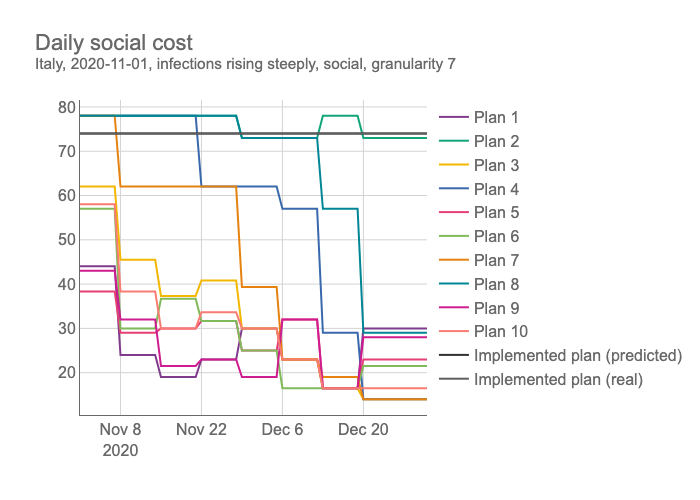 Daily social cost
Italy, 2020-11-01, infections rising steeply, social, granularity 7
80
70
60
50
40
30
20
Nov 8
2020
Nov 22
Dec 6
Dec 20
Plan 1
Plan 2
Plan 3
Plan 4
Plan 5
Plan 6
Plan 7
Plan 8
Plan 9
Plan 10
Implemented plan (predicted)
Implemented plan (real)